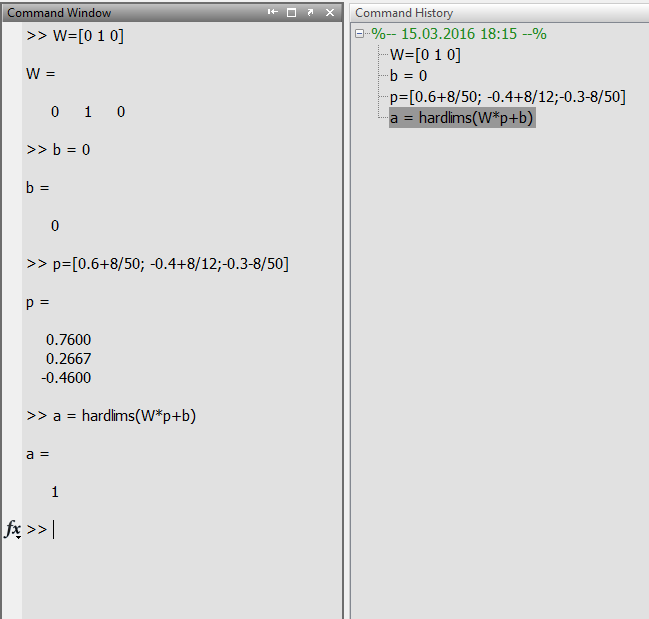 Command Window
>> W=[0 1 0]
W =
0 1 0
>> b = 0
b =
0
>> p=[0.6+8/50; -0.4+8/12;-0.3-8/50]
p =
0.7600
0.2667
-0.4600
>> a = hardlims(W*p+b)
a =
1
fx >>
Command History
%-- 15.03.2016 18:15 --%
W=[0 1 0]
b = 0
p=[0.6+8/50; -0.4+8/12;-0.3-8/50]
a = hardlims(W*p+b)